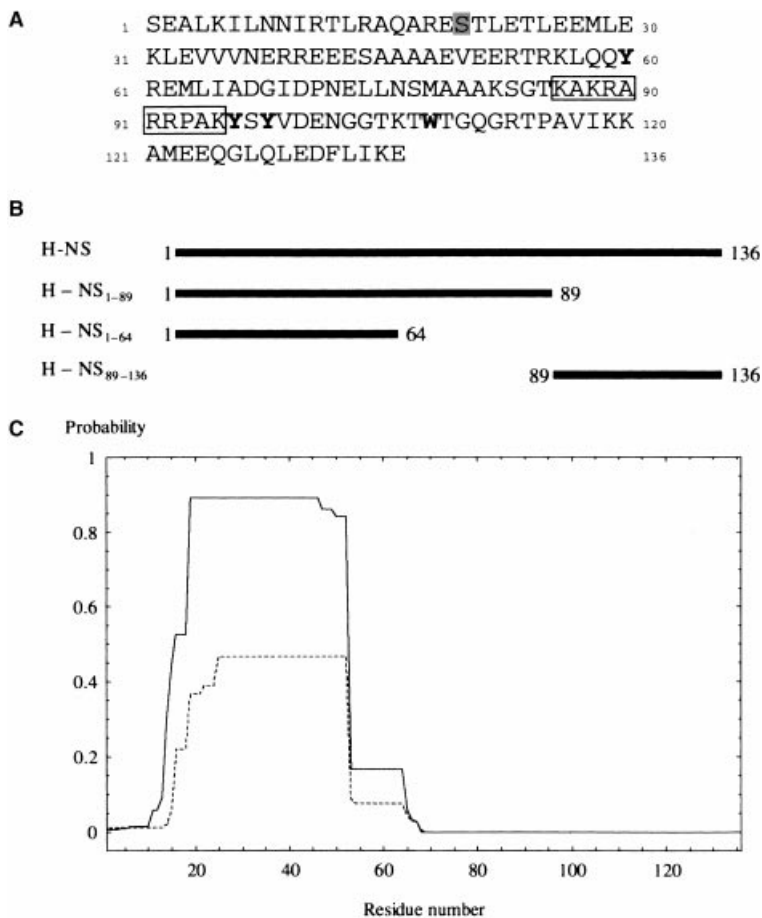 A
1 SEALKILNNIRTLRAQARESTLETLEEMLE 30
31 KLEVVVNERREEESAAAAEVEERTRKLQQY 60
61 REMLIADGIDPNELLNSMAAAKSGTKAKRA 90
91 RRPAKYSYVDENGGTKTWTGQGRTPAVIKK 120
121 AMEEQGLQLEDFLIKE 136
B
H-NS 1 136
H – NS1–89 1 89
H – NS1–64 1 64
H – NS89–136 89 136
C Probability
1
0.8
0.6
0.4
0.2
0
20 40 60 80 100 120
Residue number